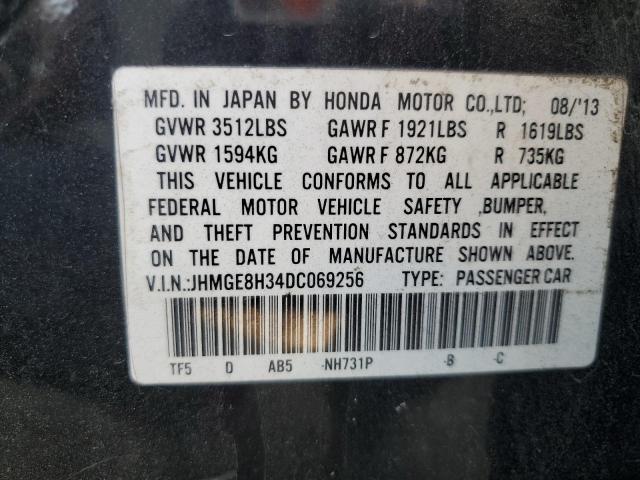 MFD. IN JAPAN BY HONDA MOTOR CO.,LTD; 08/'13
GVWR 3512LBS GAWR F 1921LBS R 1619LBS
GVWR 1594KG GAWR F 872KG R 735KG
THIS VEHICLE CONFORMS TO ALL APPLICABLE
FEDERAL MOTOR VEHICLE SAFETY ,BUMPER,
AND THEFT PREVENTION STANDARDS IN EFFECT
ON THE DATE OF MANUFACTURE SHOWN ABOVE.
V.I.N.:JHMGE8H34DC069256 TYPE: PASSENGER CAR
TF5 D AB5 -NH731P -B -C